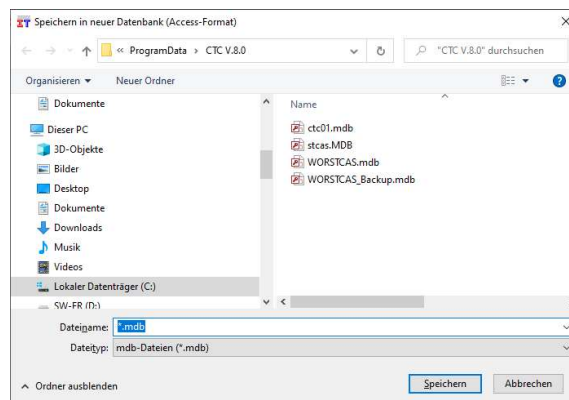 Speichern in neuer Datenbank (Access-Format)
« ProgramData › CTC V.8.0
"CTC V.8.0" durchsuchen
Organisieren
Neuer Ordner
Dokumente
Dieser PC
3D-Objekte
Bilder
Desktop
Dokumente
Downloads
Musik
Videos
Lokaler Datenträger (C:)
SW-FR (D:)
Name
ctc01.mdb
stcas.MDB
WORSTCAS.mdb
WORSTCAS_Backup.mdb
Dateiname: *.mdb
Dateityp: mdb-Dateien (*.mdb)
Ordner ausblenden
Speichern
Abbrechen